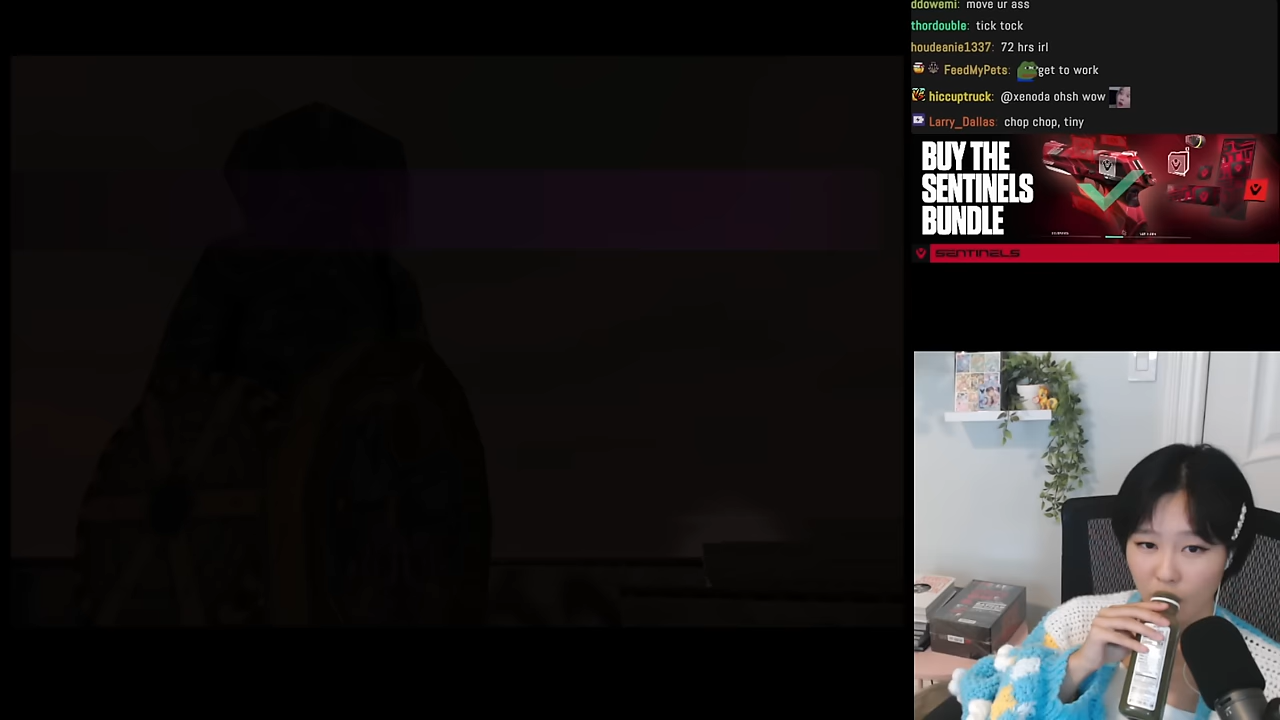 ddowemi: move ur ass
thordouble: tick tock
houdeanie1337: 72 hrs irl
FeedMyPets: get to work
hiccuptruck: @xenoda ohsh wow
Larry_Dallas: chop chop, tiny
BUY THE
SENTINELS
BUNDLE
SENTINELS